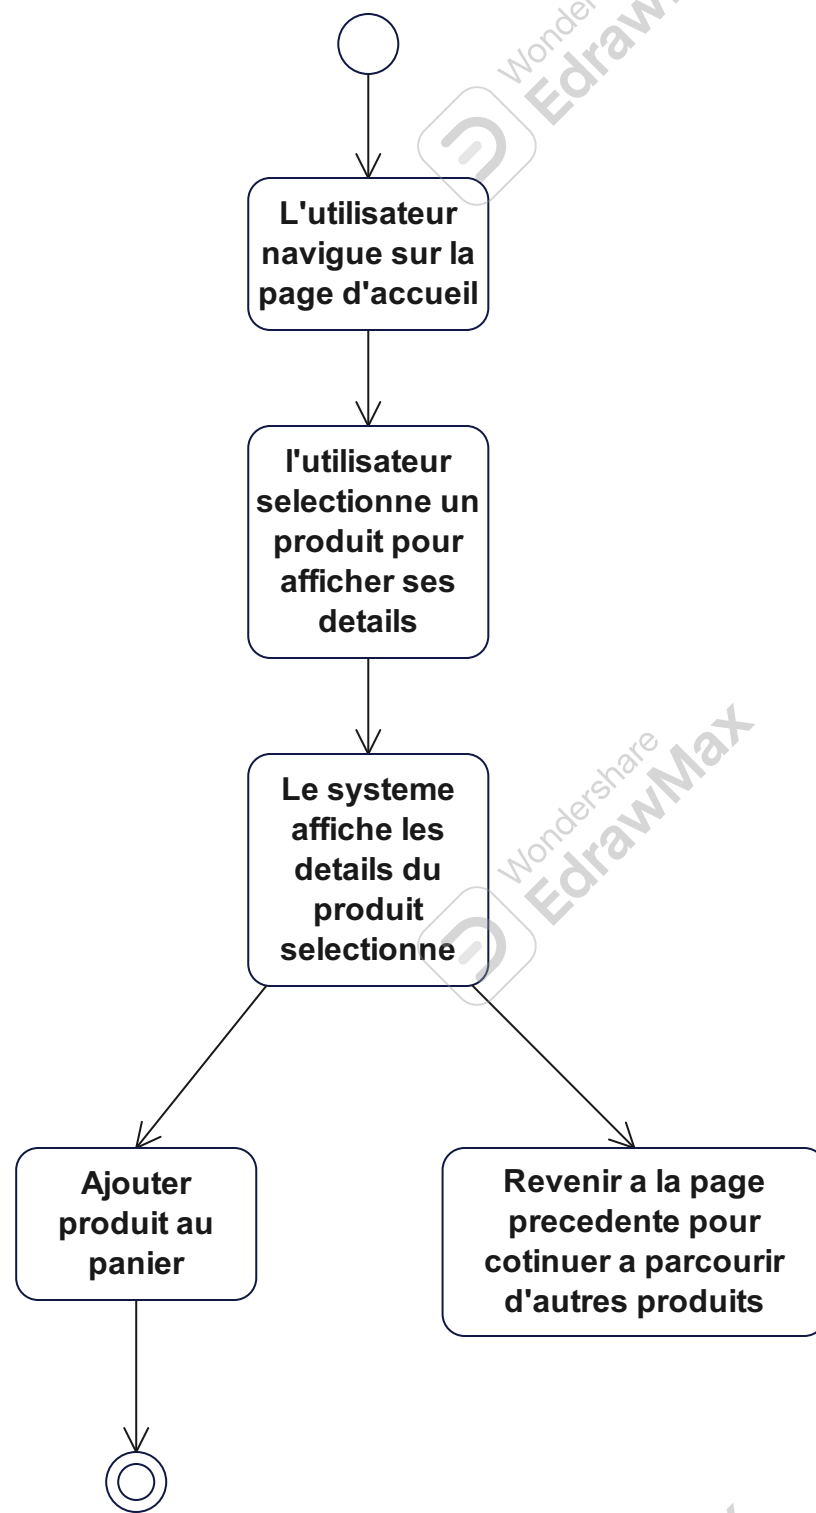 Wondershare
EdrawMax
L'utilisateur
navigue sur la
page d'accueil
l'utilisateur
selectionne un
produit pour
afficher ses
details
Wondershare
EdrawMax
Le systeme
affiche les
details du
produit
selectionne
Ajouter
produit au
panier
Revenir a la page
precedente pour
cotinuer a parcourir
d'autres produits